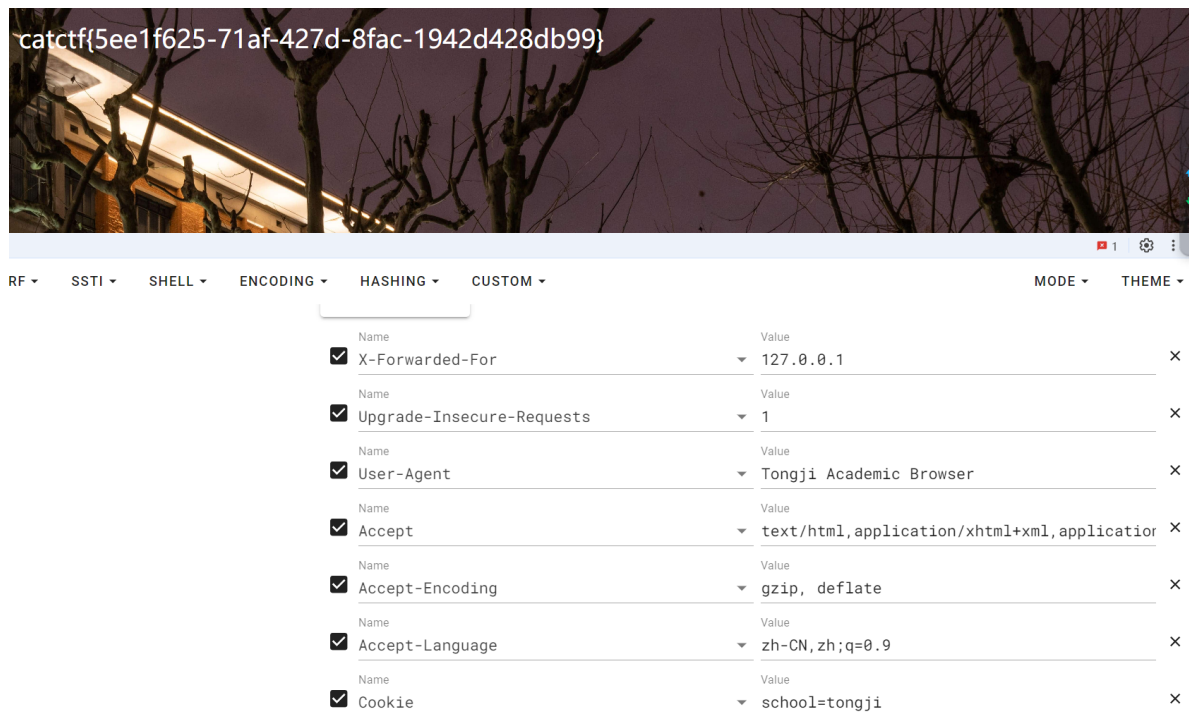 catctf{5ee1f625-71af-427d-8fac-1942d428db99}
1
RF SSTI SHELL ENCODING HASHING CUSTOM MODE THEME
Name Value
X-Forwarded-For 127.0.0.1
Name Value
Upgrade-Insecure-Requests 1
Name Value
User-Agent Tongji Academic Browser
Name Value
Accept text/html,application/xhtml+xml,application
Name Value
Accept-Encoding gzip, deflate
Name Value
Accept-Language zh-CN,zh;q=0.9
Name Value
Cookie school=tongji